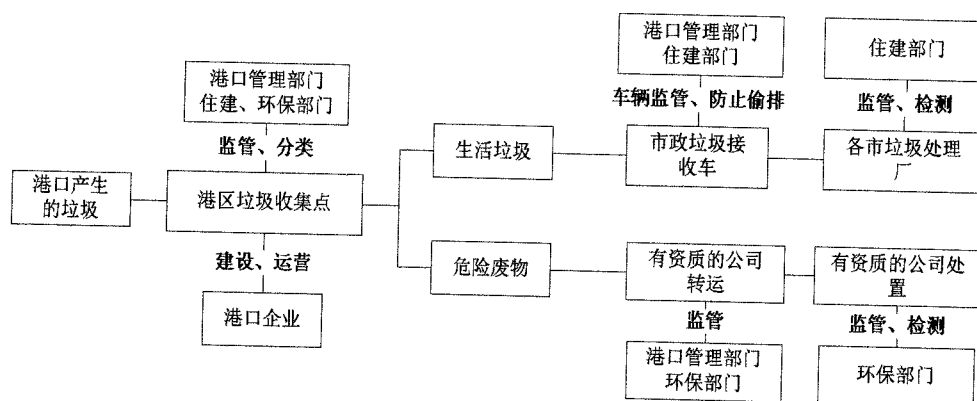 港口管理部门
住建部门
住建部门
港口管理部门
住建、环保部门
车辆监管、防止偷排
监管、检测
监管、分类
生活垃圾
市政垃圾接
收车
各市垃圾处理
厂
港口产生
的垃圾
港区垃圾收集点
建设、运营
危险废物
有资质的公司
转运
有资质的公司处
置
港口企业
监管
监管、检测
港口管理部门
环保部门
环保部门